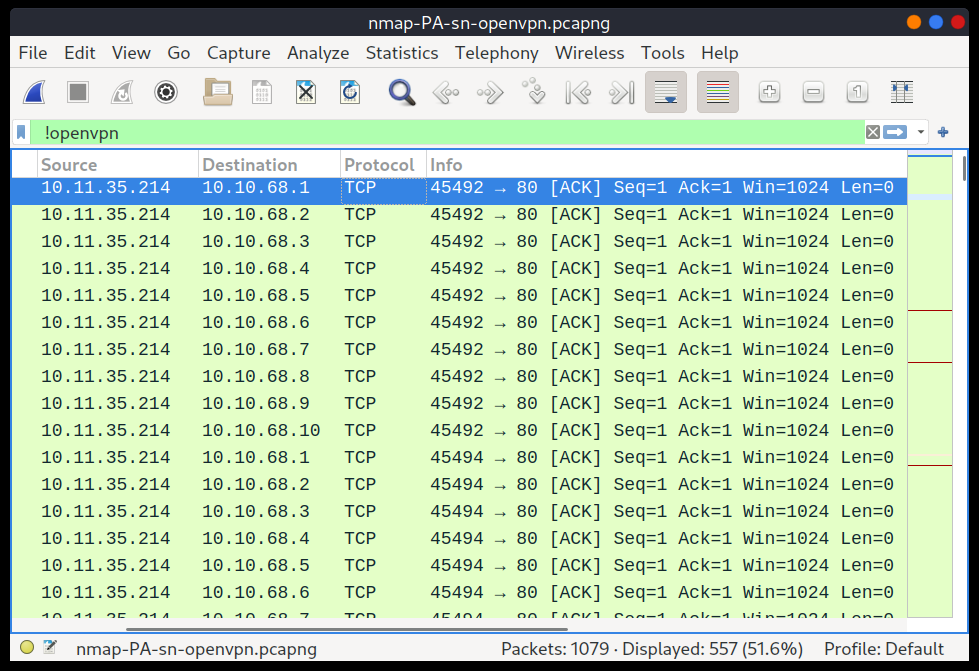 nmap-PA-sn-openvpn.pcapng
File Edit View Go Capture Analyze Statistics Telephony Wireless Tools Help
!openvpn
Source Destination Protocol Info
10.11.35.214 10.10.68.1 TCP 45492 → 80 [ACK] Seq=1 Ack=1 Win=1024 Len=0
10.11.35.214 10.10.68.2 TCP 45492 → 80 [ACK] Seq=1 Ack=1 Win=1024 Len=0
10.11.35.214 10.10.68.3 TCP 45492 → 80 [ACK] Seq=1 Ack=1 Win=1024 Len=0
10.11.35.214 10.10.68.4 TCP 45492 → 80 [ACK] Seq=1 Ack=1 Win=1024 Len=0
10.11.35.214 10.10.68.5 TCP 45492 → 80 [ACK] Seq=1 Ack=1 Win=1024 Len=0
10.11.35.214 10.10.68.6 TCP 45492 → 80 [ACK] Seq=1 Ack=1 Win=1024 Len=0
10.11.35.214 10.10.68.7 TCP 45492 → 80 [ACK] Seq=1 Ack=1 Win=1024 Len=0
10.11.35.214 10.10.68.8 TCP 45492 → 80 [ACK] Seq=1 Ack=1 Win=1024 Len=0
10.11.35.214 10.10.68.9 TCP 45492 → 80 [ACK] Seq=1 Ack=1 Win=1024 Len=0
10.11.35.214 10.10.68.10 TCP 45492 → 80 [ACK] Seq=1 Ack=1 Win=1024 Len=0
10.11.35.214 10.10.68.1 TCP 45494 → 80 [ACK] Seq=1 Ack=1 Win=1024 Len=0
10.11.35.214 10.10.68.2 TCP 45494 → 80 [ACK] Seq=1 Ack=1 Win=1024 Len=0
10.11.35.214 10.10.68.3 TCP 45494 → 80 [ACK] Seq=1 Ack=1 Win=1024 Len=0
10.11.35.214 10.10.68.4 TCP 45494 → 80 [ACK] Seq=1 Ack=1 Win=1024 Len=0
10.11.35.214 10.10.68.5 TCP 45494 → 80 [ACK] Seq=1 Ack=1 Win=1024 Len=0
10.11.35.214 10.10.68.6 TCP 45494 → 80 [ACK] Seq=1 Ack=1 Win=1024 Len=0
nmap-PA-sn-openvpn.pcapng Packets: 1079 · Displayed: 557 (51.6%) Profile: Default